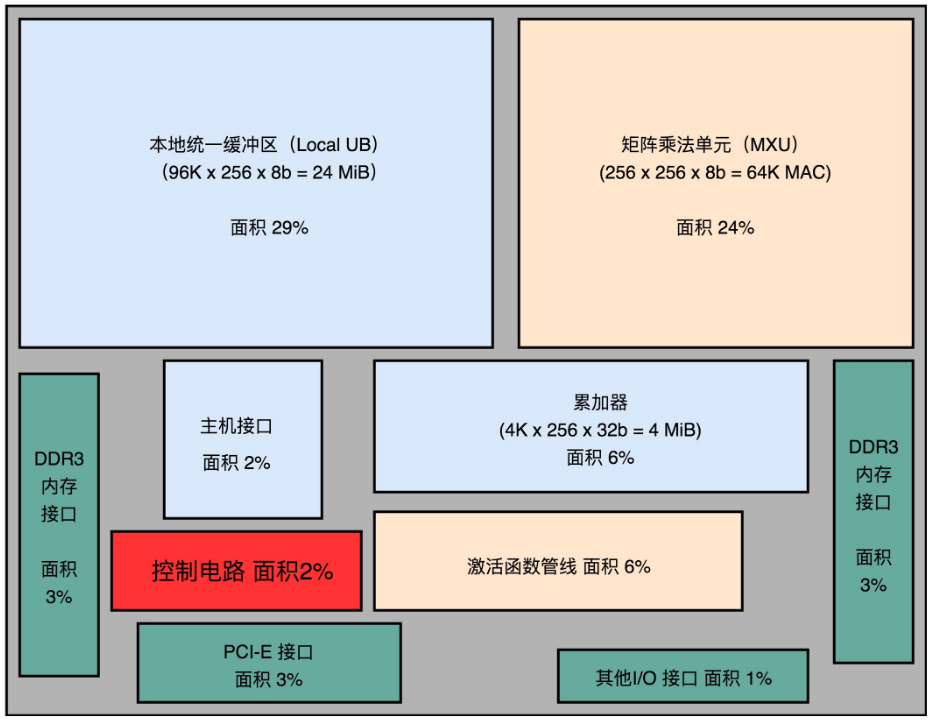 本地统一缓冲区（Local UB)
（96K x 256 x 8b = 24 MiB)
面积 29%
矩阵乘法单元（MXU)
(256 x 256 x 8b = 64K MAC)
面积 24%
DDR3
内存
接口
面积
3%
主机接口
面积 2%
累加器
(4K x 256 x 32b = 4 MiB)
面积 6%
DDR3
内存
接口
面积
3%
控制电路 面积2%
激活函数管线 面积 6%
PCI-E 接口
面积 3%
其他I/O 接口 面积 1%